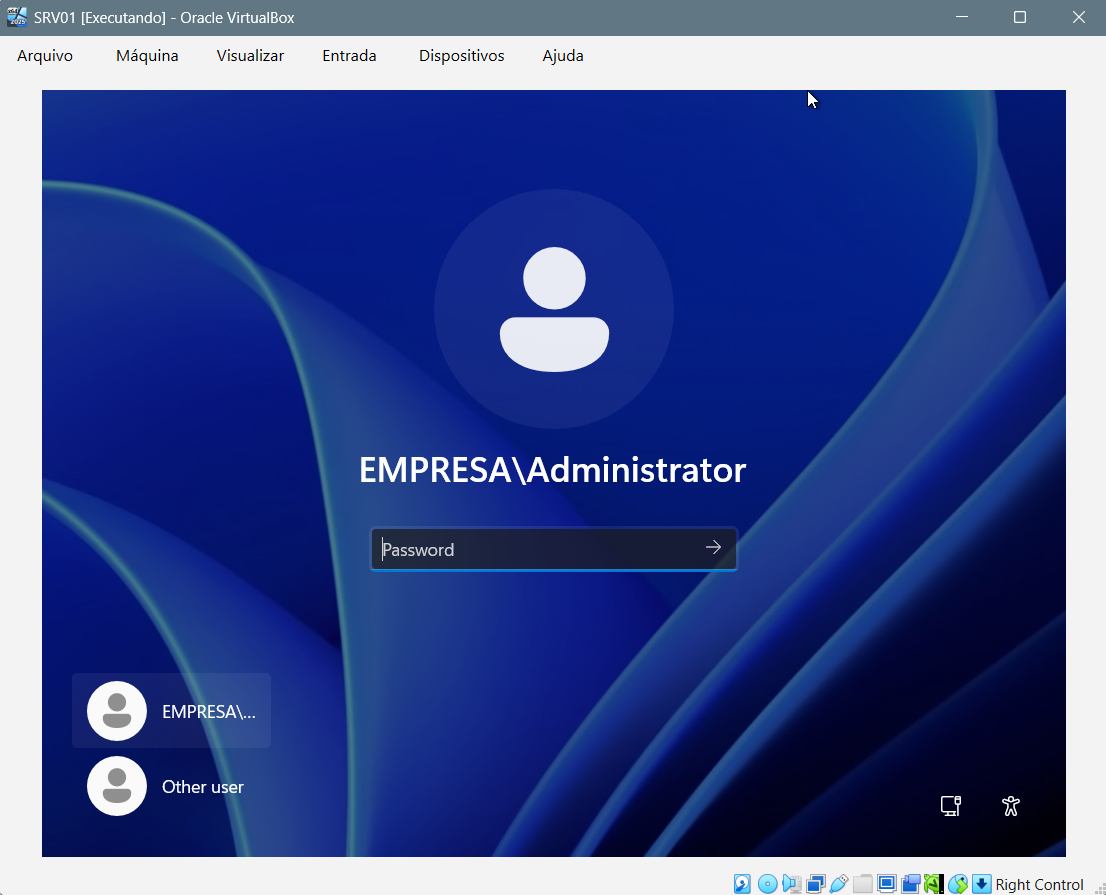 SRV01 [Executando] - Oracle VirtualBox
Arquivo Máquina Visualizar Entrada Dispositivos Ajuda
EMPRESA\Administrator
Password
EMPRESA\...
Other user
Right Control